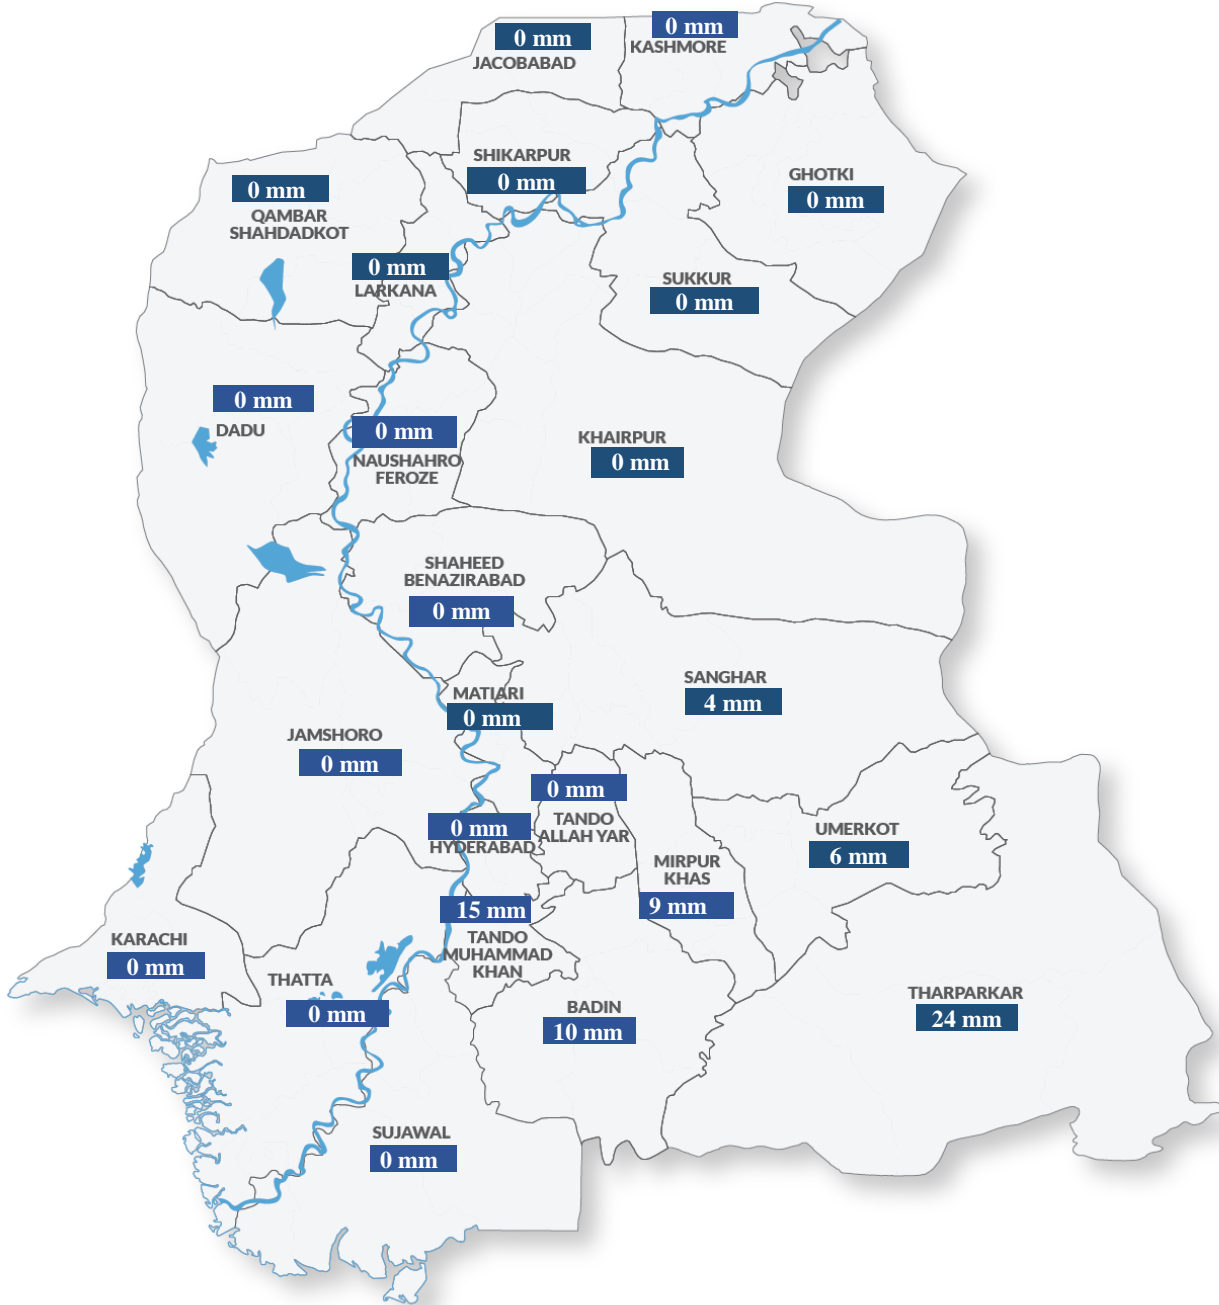 0 mm
KASHMORE
0 mm
JACOBABAD
SHIKARPUR
0 mm
GHOTKI
0 mm
0 mm
QAMBAR
SHAHDADKOT
0 mm
LARKANA
SUKKUR
0 mm
0 mm
DADU
0 mm
NAUSHAHRO
FEROZE
KHAIRPUR
0 mm
SHAHEED
BENAZIRABAD
0 mm
SANGHAR
4 mm
MATIARI
0 mm
JAMSHORO
0 mm
0 mm
TANDO
ALLAH YAR
0 mm
HYDERABAD
UMERKOT
6 mm
MIRPUR
KHAS
9 mm
15 mm
TANDO
MUHAMMAD
KHAN
KARACHI
0 mm
THATTA
0 mm
BADIN
10 mm
THARPARKAR
24 mm
SUJAWAL
0 mm